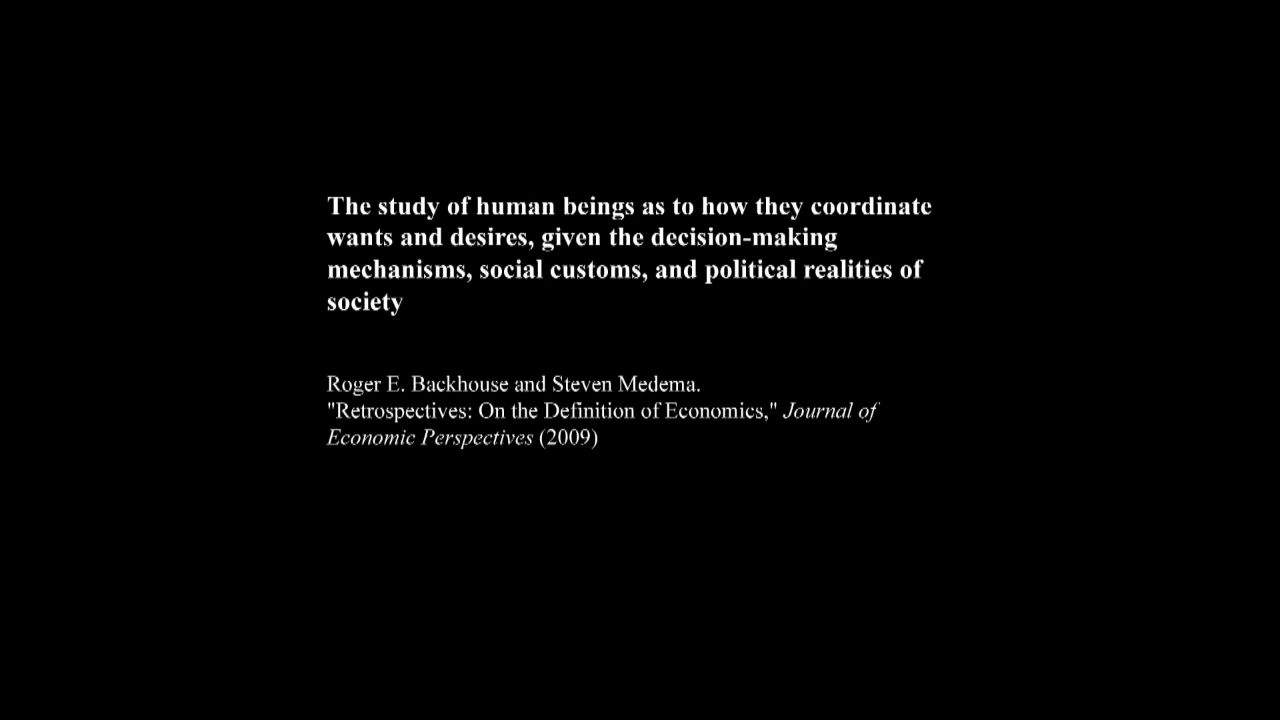 The study of human beings as to how they coordinate
wants and desires, given the decision-making
mechanisms, social customs, and political realities of
society
Roger E. Backhouse and Steven Medema.
"Retrospectives: On the Definition of Economics," Journal of
Economic Perspectives (2009)